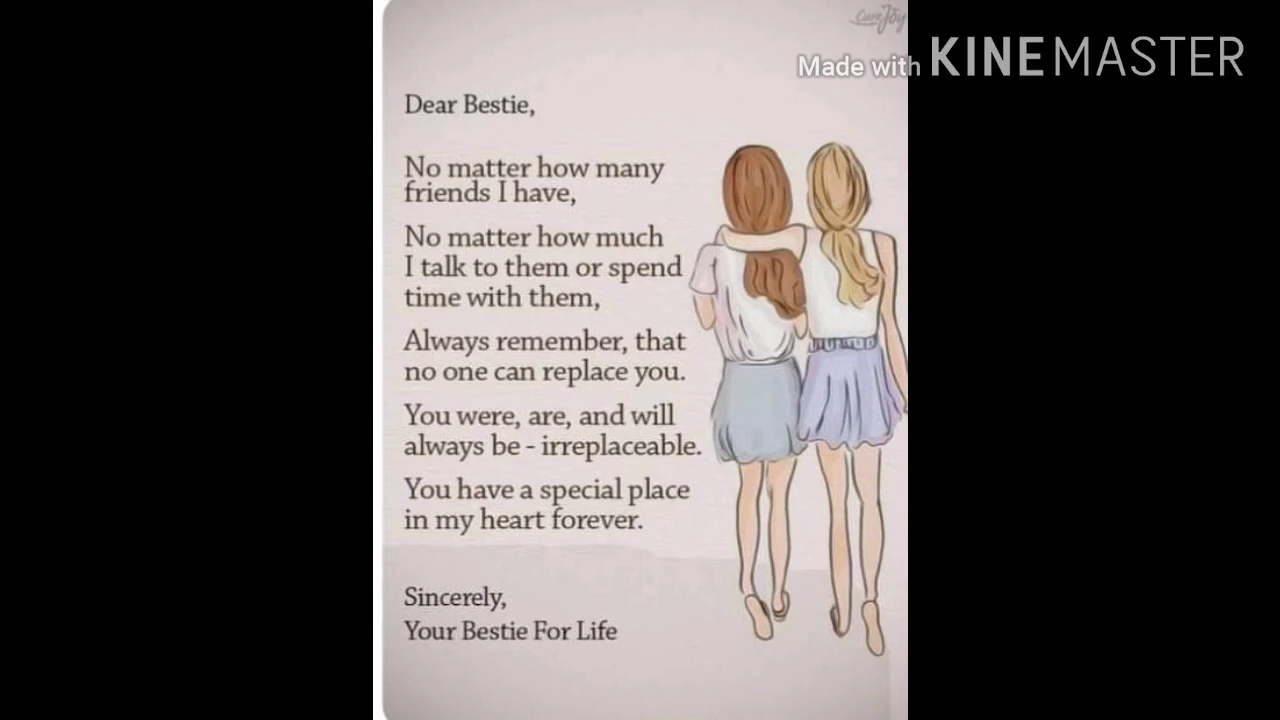 CureJoy
Made with KINEMASTER
Dear Bestie,
No matter how many
friends I have,
No matter how much
I talk to them or spend
time with them,
Always remember, that
no one can replace you.
You were, are, and will
always be - irreplaceable.
You have a special place
in my heart forever.
Sincerely,
Your Bestie For Life